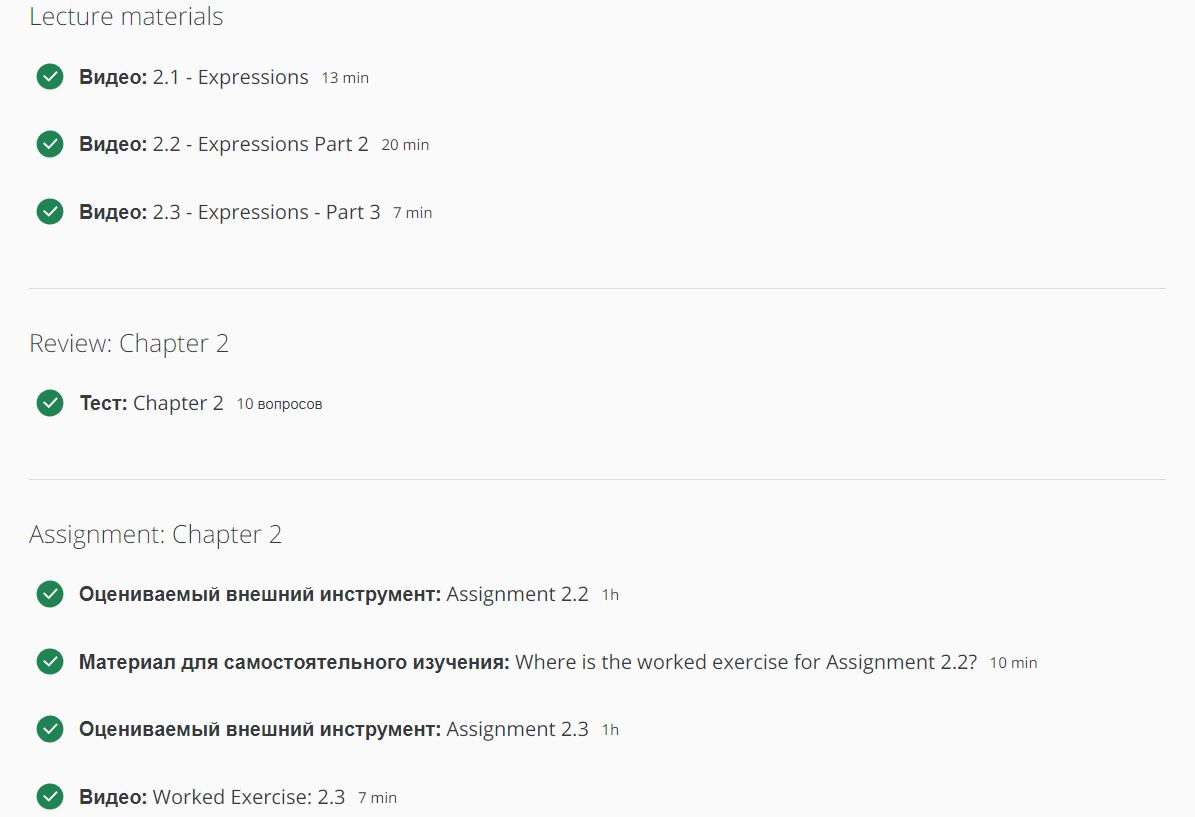 Lecture materials
Видео: 2.1 - Expressions 13 min
Видео: 2.2 - Expressions Part 2 20 min
Видео: 2.3 - Expressions - Part 3 7 min
Review: Chapter 2
Тест: Chapter 2 10 вопросов
Assignment: Chapter 2
Оцениваемый внешний инструмент: Assignment 2.2 1h
Материал для самостоятельного изучения: Where is the worked exercise for Assignment 2.2? 10 min
Оцениваемый внешний инструмент: Assignment 2.3 1h
Видео: Worked Exercise: 2.3 7 min